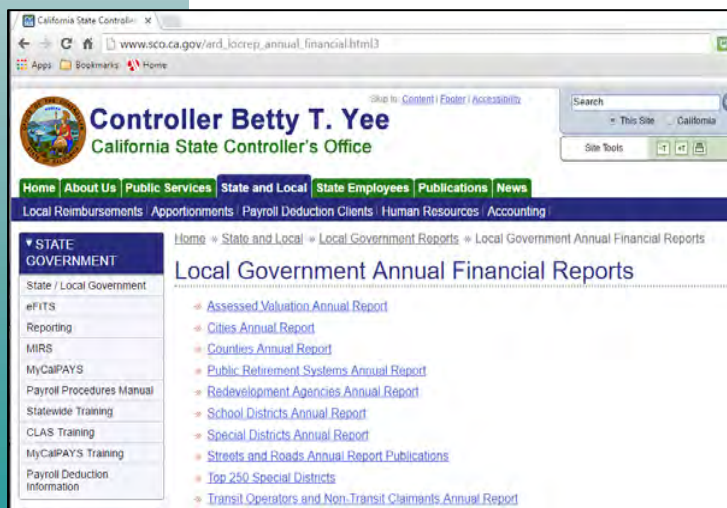 California State Controller
www.sco.ca.gov/ard_locrep_annual_financial.html3
Apps Bookmarks Home
Skip to: Content | Footer | Accessibility
Controller Betty T. Yee
California State Controller's Office
Search
This Site California
Site Tools
Home About Us Public Services State and Local State Employees Publications News
Local Reimbursements Apportionments Payroll Deduction Clients Human Resources Accounting
Home » State and Local » Local Government Reports » Local Government Annual Financial Reports
STATE GOVERNMENT
State / Local Government
eFITS
Reporting
MIRS
MyCalPAYS
Payroll Procedures Manual
Statewide Training
CLAS Training
MyCalPAYS Training
Payroll Deduction
Information
Local Government Annual Financial Reports
Assessed Valuation Annual Report
Cities Annual Report
Counties Annual Report
Public Retirement Systems Annual Report
Redevelopment Agencies Annual Report
School Districts Annual Report
Special Districts Annual Report
Streets and Roads Annual Report Publications
Top 250 Special Districts
Transit Operators and Non-Transit Claimants Annual Report